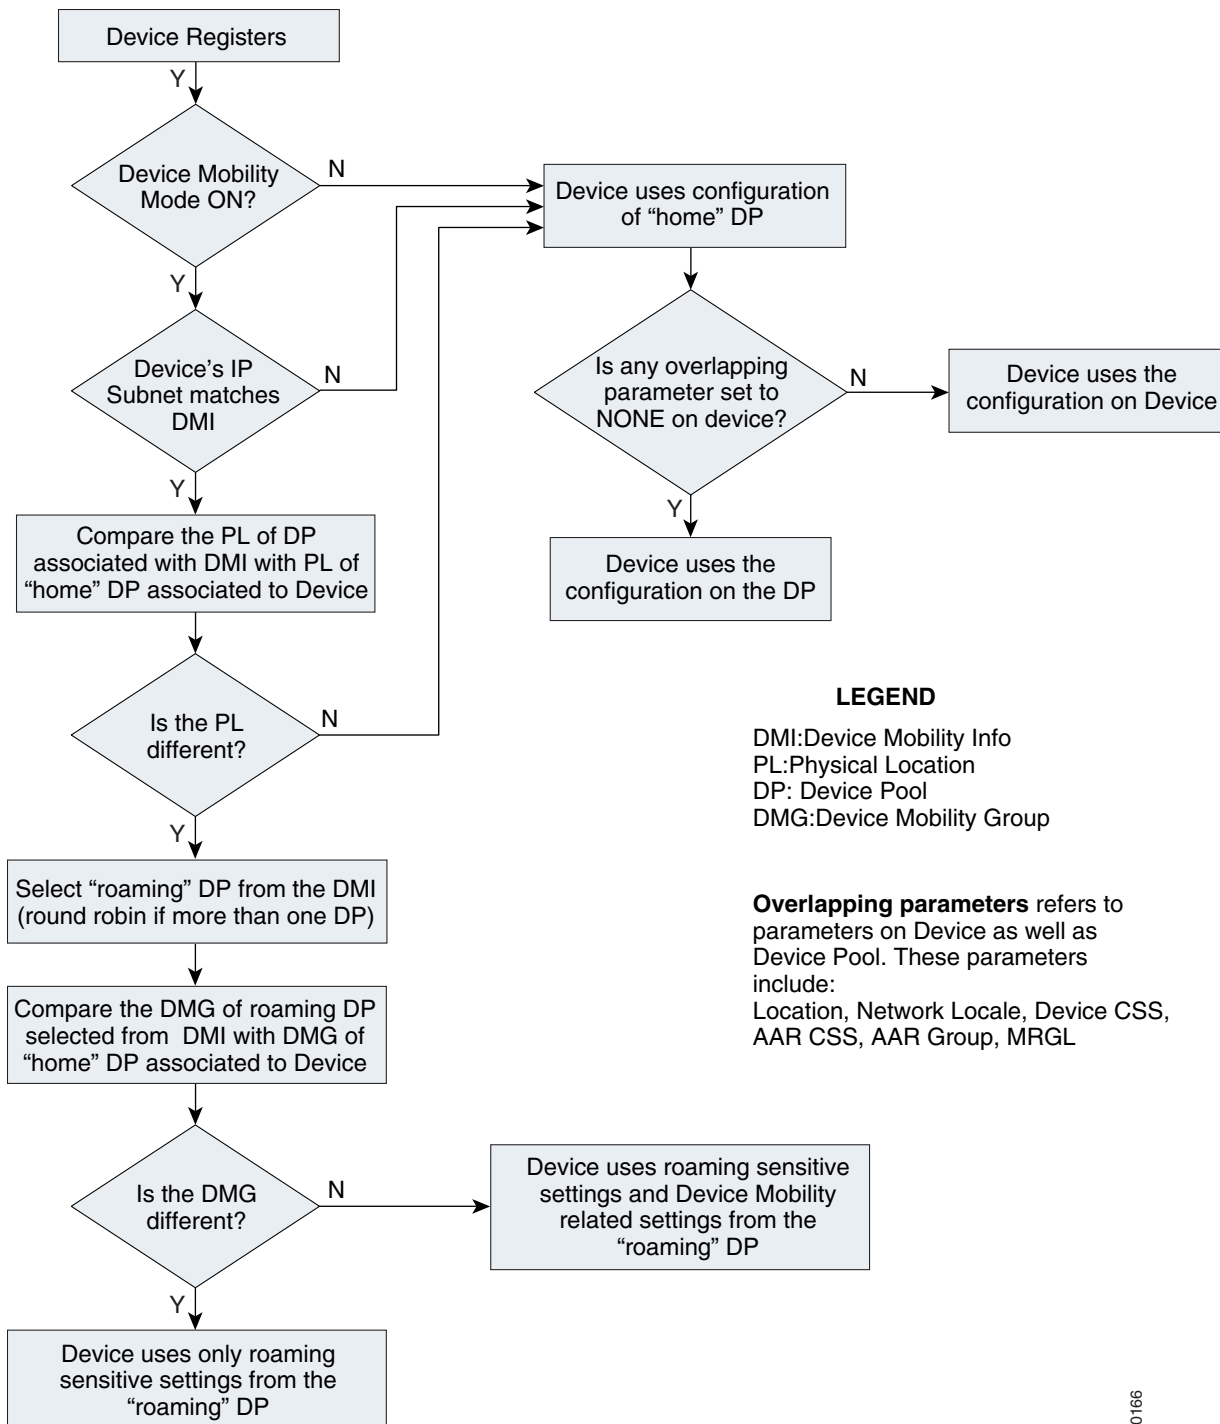 Device Registers
Y
Device Mobility
Mode ON?
N
Y
Device uses configuration
of “home” DP
Device's IP
Subnet matches
DMI
N
Y
Is any overlapping
parameter set to
NONE on device?
N
Device uses the
configuration on Device
Y
Device uses the
configuration on the DP
Compare the PL of DP
associated with DMI with PL of
“home” DP associated to Device
Is the PL
different?
N
Y
Select “roaming” DP from the DMI
(round robin if more than one DP)
Compare the DMG of roaming DP
selected from DMI with DMG of
“home” DP associated to Device
Is the DMG
different?
N
Device uses roaming sensitive
settings and Device Mobility
related settings from the
“roaming” DP
Y
Device uses only roaming
sensitive settings from the
“roaming” DP
LEGEND
DMI:Device Mobility Info
PL:Physical Location
DP: Device Pool
DMG:Device Mobility Group
Overlapping parameters refers to
parameters on Device as well as
Device Pool. These parameters
include:
Location, Network Locale, Device CSS,
AAR CSS, AAR Group, MRGL
0166